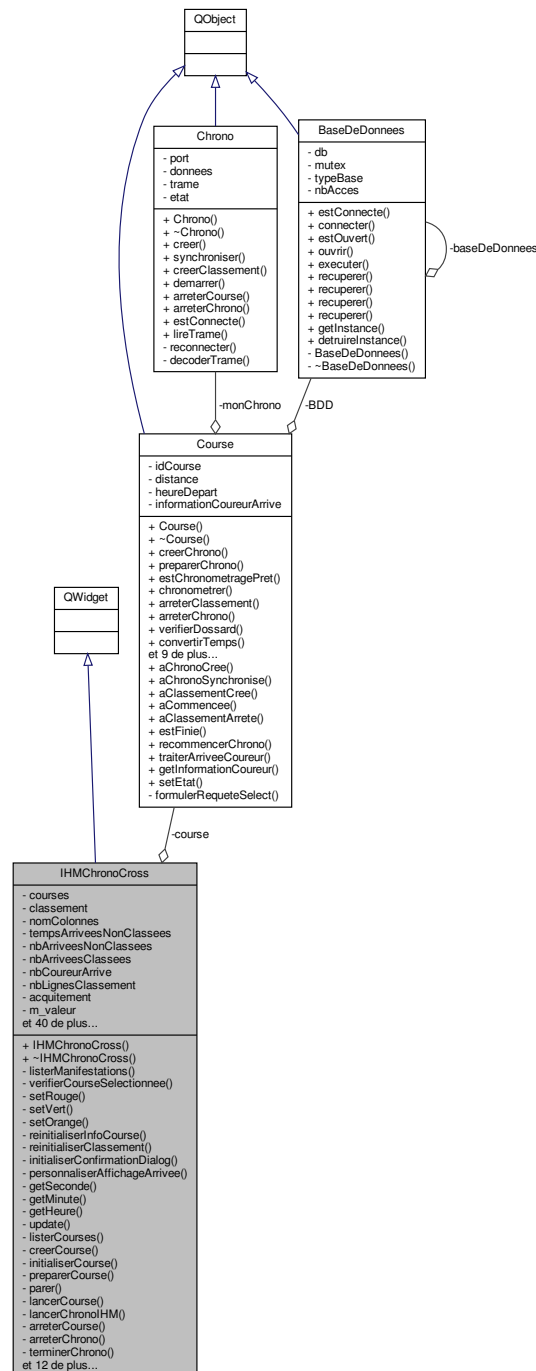 QObject
Chrono
- port
- donnees
- trame
- etat
+ Chrono()
+ ~Chrono()
+ creer()
+ synchroniser()
+ creerClassement()
+ demarrer()
+ arreterCourse()
+ arreterChrono()
+ estConnecte()
+ lireTrame()
- reconnecter()
- decoderTrame()
BaseDeDonnees
- db
- mutex
- typeBase
- nbAcces
+ estConnecte()
+ connecter()
+ estOuvert()
+ ouvrir()
+ executer()
+ recuperer()
+ recuperer()
+ recuperer()
+ recuperer()
+ getInstance()
+ detruireInstance()
- BaseDeDonnees()
- ~BaseDeDonnees()
-baseDeDonnees
-monChrono
-BDD
Course
- idCourse
- distance
- heureDepart
- informationCoureurArrive
+ Course()
+ ~Course()
+ creerChrono()
+ preparerChrono()
+ estChronometragePret()
+ chronometrer()
+ arreterClassement()
+ arreterChrono()
+ verifierDossard()
+ convertirTemps()
et 9 de plus...
+ aChronoCree()
+ aChronoSynchronise()
+ aClassementCree()
+ aCommencee()
+ aClassementArrete()
+ estFinie()
+ recommencerChrono()
+ traiterArriveeCoureur()
+ getInformationCoureur()
+ setEtat()
- formulerRequeteSelect()
QWidget
-course
IHMChronoCross
- courses
- classement
- nomColonnes
- tempsArriveesNonClassees
- nbArriveesNonClassees
- nbArriveesClassees
- nbCoureurArrive
- nbLignesClassement
- acquitement
- m_valeur
et 40 de plus...
+ IHMChronoCross()
+ ~IHMChronoCross()
- listerManifestations()
- verifierCourseSelectionnee()
- setRouge()
- setVert()
- setOrange()
- reinitialiserInfoCourse()
- reinitialiserClassement()
- initialiserConfirmationDialog()
- personnaliserAffichageArrivee()
- getSeconde()
- getMinute()
- getHeure()
- update()
- listerCourses()
- creerCourse()
- initialiserCourse()
- preparerCourse()
- parer()
- lancerCourse()
- lancerChronoIHM()
- arreterCourse()
- arreterChrono()
- terminerChrono()
et 12 de plus...